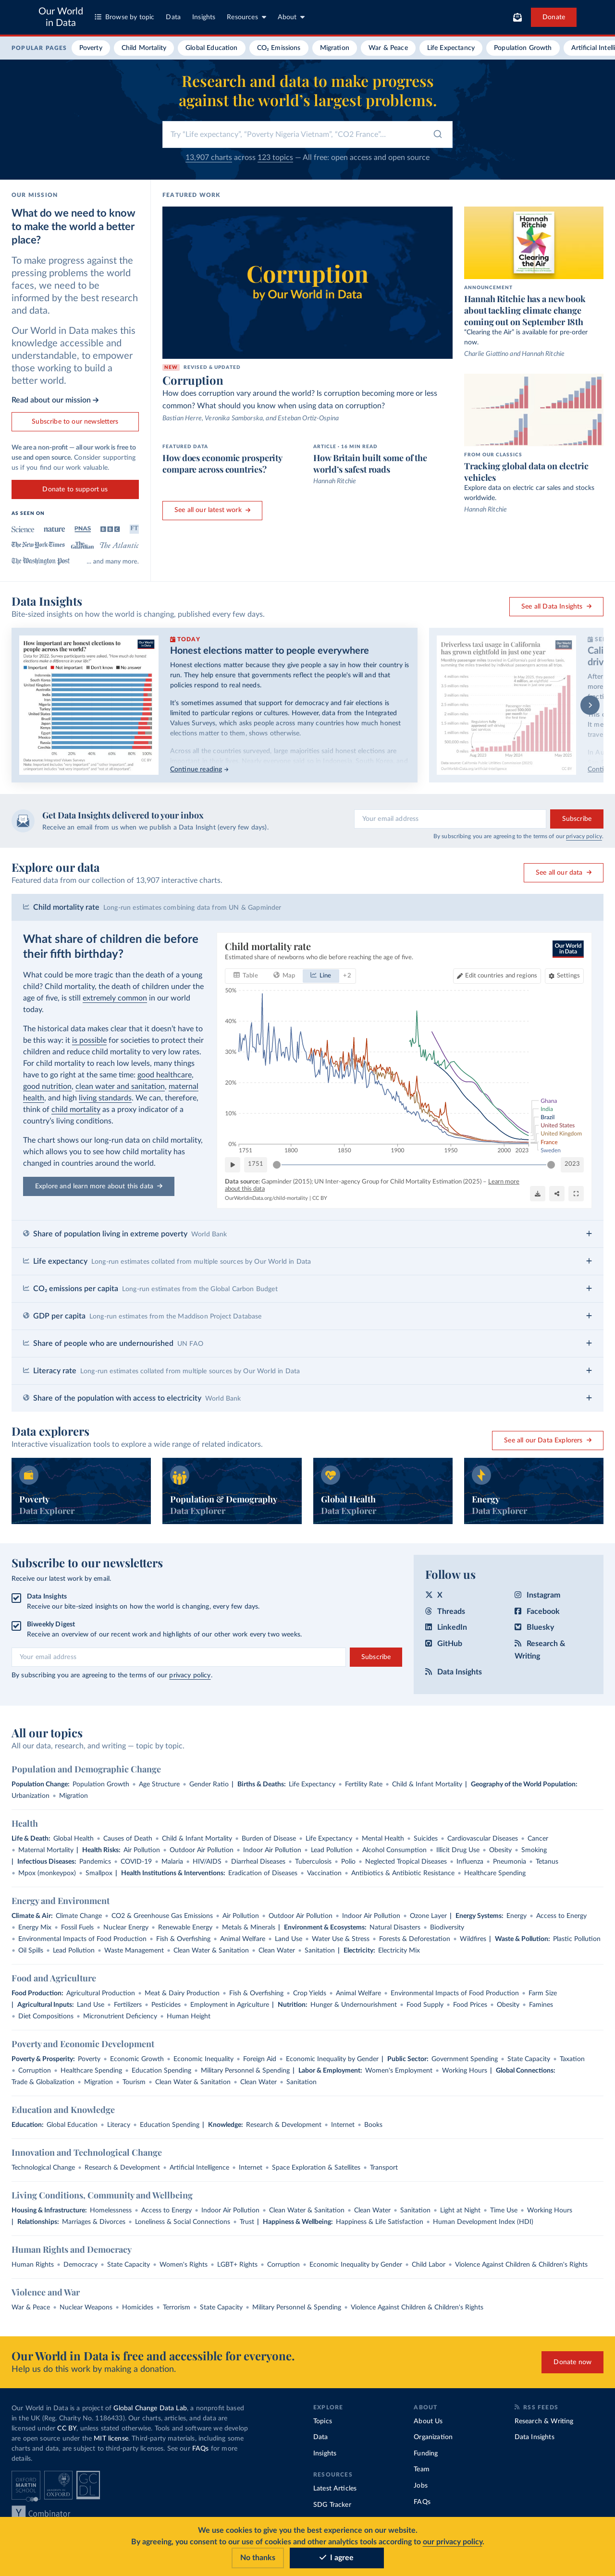 Our World
in Data
Browse by topic
Data
Insights
Resources
About
Donate
POPULAR PAGES
Poverty
Child Mortality
Global Education
CO₂ Emissions
Migration
War & Peace
Life Expectancy
Population Growth
Artificial Intelli
Research and data to make progress
against the world’s largest problems.
Try "Life expectancy", "Poverty Nigeria Vietnam", "CO2 France"...
13,907 charts across 123 topics — All free: open access and open source
OUR MISSION
What do we need to know
to make the world a better
place?
To make progress against
the pressing problems the world
faces, we need to be
informed by the best research
and data.
Our World in Data makes this
knowledge accessible and
understandable, to empower
those working to build a
better world.
Read about our mission →
Subscribe to our newsletters
We are a non-profit — all our work is free to
use and open source. Consider supporting
us if you find our work valuable.
Donate to support us
AS SEEN ON
Science
nature
PNAS
BBC
FT
The New York Times
The Guardian
The Atlantic
The Washington Post
... and many more.
FEATURED WORK
Corruption
by Our World in Data
NEW REVISED & UPDATED
Corruption
How does corruption vary around the world? Is corruption becoming more or less
common? What should you know when using data on corruption?
Bastian Herre, Veronika Samborska, and Esteban Ortiz-Ospina
FEATURED DATA
How does economic prosperity
compare across countries?
ARTICLE · 16 MIN READ
How Britain built some of the
world’s safest roads
Hannah Ritchie
See all our latest work →
Hannah
Ritchie
Clearing
the Air
ANNOUNCEMENT
Hannah Ritchie has a new book
about tackling climate change
coming out on September 18th
"Clearing the Air" is available for pre-order
now.
Charlie Giattino and Hannah Ritchie
FROM OUR CLASSICS
Tracking global data on electric
vehicles
Explore data on electric car sales and stocks
worldwide.
Hannah Ritchie
Data Insights
Bite-sized insights on how the world is changing, published every few days.
See all Data Insights →
How important are honest elections to
people across the world?
Important
Not important
Don't know
No answer
0%
20%
40%
60%
80%
100%
TODAY
Honest elections matter to people everywhere
Honest elections matter because they give people a say in how their country is
run. They help ensure that governments reflect the people's will and that
policies respond to real needs.
It's sometimes assumed that support for democracy and fair elections is
limited to particular regions or cultures. However, data from the Integrated
Values Surveys, which asks people across many countries how much honest
elections matter to them, shows otherwise.
Across all the countries surveyed, large majorities said honest elections are
Continue reading →
Driverless taxi usage in California
has grown eightfold in just one year
Get Data Insights delivered to your inbox
Receive an email from us when we publish a Data Insight (every few days).
Your email address
Subscribe
By subscribing you are agreeing to the terms of our privacy policy.
Explore our data
Featured data from our collection of 13,907 interactive charts.
See all our data →
Child mortality rate Long-run estimates combining data from UN & Gapminder
What share of children die before
their fifth birthday?
What could be more tragic than the death of a young
child? Child mortality, the death of children under the
age of five, is still extremely common in our world
today.
The historical data makes clear that it doesn’t have to
be this way: it is possible for societies to protect their
children and reduce child mortality to very low rates.
For child mortality to reach low levels, many things
have to go right at the same time: good healthcare,
good nutrition, clean water and sanitation, maternal
health, and high living standards. We can, therefore,
think of child mortality as a proxy indicator of a
country’s living conditions.
The chart shows our long-run data on child mortality,
which allows you to see how child mortality has
changed in countries around the world.
Explore and learn more about this data →
Child mortality rate
Estimated share of newborns who die before reaching the age of five.
Our World
in Data
Table
Map
Line
+2
Edit countries and regions
Settings
50%
40%
30%
20%
10%
0%
1751
1800
1850
1900
1950
2000
2023
Ghana
India
Brazil
United States
United Kingdom
France
Sweden
1751
2023
Data source: Gapminder (2015); UN Inter-agency Group for Child Mortality Estimation (2025) – Learn more
about this data
OurWorldinData.org/child-mortality | CC BY
Share of population living in extreme poverty World Bank
Life expectancy Long-run estimates collated from multiple sources by Our World in Data
CO₂ emissions per capita Long-run estimates from the Global Carbon Budget
GDP per capita Long-run estimates from the Maddison Project Database
Share of people who are undernourished UN FAO
Literacy rate Long-run estimates collated from multiple sources by Our World in Data
Share of the population with access to electricity World Bank
Data explorers
Interactive visualization tools to explore a wide range of related indicators.
See all our Data Explorers →
Poverty
Data Explorer
Population & Demography
Data Explorer
Global Health
Data Explorer
Energy
Data Explorer
Subscribe to our newsletters
Receive our latest work by email.
Data Insights
Receive our bite-sized insights on how the world is changing, every few days.
Biweekly Digest
Receive an overview of our recent work and highlights of our other work every two weeks.
Your email address
Subscribe
By subscribing you are agreeing to the terms of our privacy policy.
Follow us
X
Instagram
Threads
Facebook
LinkedIn
Bluesky
GitHub
Research &
Writing
Data Insights
All our topics
All our data, research, and writing — topic by topic.
Population and Demographic Change
Population Change: Population Growth • Age Structure • Gender Ratio | Births & Deaths: Life Expectancy • Fertility Rate • Child & Infant Mortality | Geography of the World Population:
Urbanization • Migration
Health
Life & Death: Global Health • Causes of Death • Child & Infant Mortality • Burden of Disease • Life Expectancy • Mental Health • Suicides • Cardiovascular Diseases • Cancer
• Maternal Mortality | Health Risks: Air Pollution • Outdoor Air Pollution • Indoor Air Pollution • Lead Pollution • Alcohol Consumption • Illicit Drug Use • Obesity • Smoking
| Infectious Diseases: Pandemics • COVID-19 • Malaria • HIV/AIDS • Diarrheal Diseases • Tuberculosis • Polio • Neglected Tropical Diseases • Influenza • Pneumonia • Tetanus
• Mpox (monkeypox) • Smallpox | Health Institutions & Interventions: Eradication of Diseases • Vaccination • Antibiotics & Antibiotic Resistance • Healthcare Spending
Energy and Environment
Climate & Air: Climate Change • CO2 & Greenhouse Gas Emissions • Air Pollution • Outdoor Air Pollution • Indoor Air Pollution • Ozone Layer | Energy Systems: Energy • Access to Energy
• Energy Mix • Fossil Fuels • Nuclear Energy • Renewable Energy • Metals & Minerals | Environment & Ecosystems: Natural Disasters • Biodiversity
• Environmental Impacts of Food Production • Fish & Overfishing • Animal Welfare • Land Use • Water Use & Stress • Forests & Deforestation • Wildfires | Waste & Pollution: Plastic Pollution
• Oil Spills • Lead Pollution • Waste Management • Clean Water & Sanitation • Clean Water • Sanitation | Electricity: Electricity Mix
Food and Agriculture
Food Production: Agricultural Production • Meat & Dairy Production • Fish & Overfishing • Crop Yields • Animal Welfare • Environmental Impacts of Food Production • Farm Size
| Agricultural Inputs: Land Use • Fertilizers • Pesticides • Employment in Agriculture | Nutrition: Hunger & Undernourishment • Food Supply • Food Prices • Obesity • Famines
• Diet Compositions • Micronutrient Deficiency • Human Height
Poverty and Economic Development
Poverty & Prosperity: Poverty • Economic Growth • Economic Inequality • Foreign Aid • Economic Inequality by Gender | Public Sector: Government Spending • State Capacity • Taxation
• Corruption • Healthcare Spending • Education Spending • Military Personnel & Spending | Labor & Employment: Women's Employment • Working Hours | Global Connections:
Trade & Globalization • Migration • Tourism • Clean Water & Sanitation • Clean Water • Sanitation
Education and Knowledge
Education: Global Education • Literacy • Education Spending | Knowledge: Research & Development • Internet • Books
Innovation and Technological Change
Technological Change • Research & Development • Artificial Intelligence • Internet • Space Exploration & Satellites • Transport
Living Conditions, Community and Wellbeing
Housing & Infrastructure: Homelessness • Access to Energy • Indoor Air Pollution • Clean Water & Sanitation • Clean Water • Sanitation • Light at Night • Time Use • Working Hours
| Relationships: Marriages & Divorces • Loneliness & Social Connections • Trust | Happiness & Wellbeing: Happiness & Life Satisfaction • Human Development Index (HDI)
Human Rights and Democracy
Human Rights • Democracy • State Capacity • Women's Rights • LGBT+ Rights • Corruption • Economic Inequality by Gender • Child Labor • Violence Against Children & Children's Rights
Violence and War
War & Peace • Nuclear Weapons • Homicides • Terrorism • State Capacity • Military Personnel & Spending • Violence Against Children & Children's Rights
Our World in Data is free and accessible for everyone.
Help us do this work by making a donation.
Donate now
Our World in Data is a project of Global Change Data Lab, a nonprofit based
in the UK (Reg. Charity No. 1186433). Our charts, articles, and data are
licensed under CC BY, unless stated otherwise. Tools and software we develop
are open source under the MIT license. Third-party materials, including some
charts and data, are subject to third-party licenses. See our FAQs for more
details.
OXFORD
MARTIN
SCHOOL
UNIVERSITY OF
OXFORD
GC
DL
Y Combinator
EXPLORE
Topics
Data
Insights
RESOURCES
Latest Articles
SDG Tracker
ABOUT
About Us
Organization
Funding
Team
Jobs
FAQs
RSS FEEDS
Research & Writing
Data Insights
We use cookies to give you the best experience on our website.
By agreeing, you consent to our use of cookies and other analytics tools according to our privacy policy.
No thanks
I agree